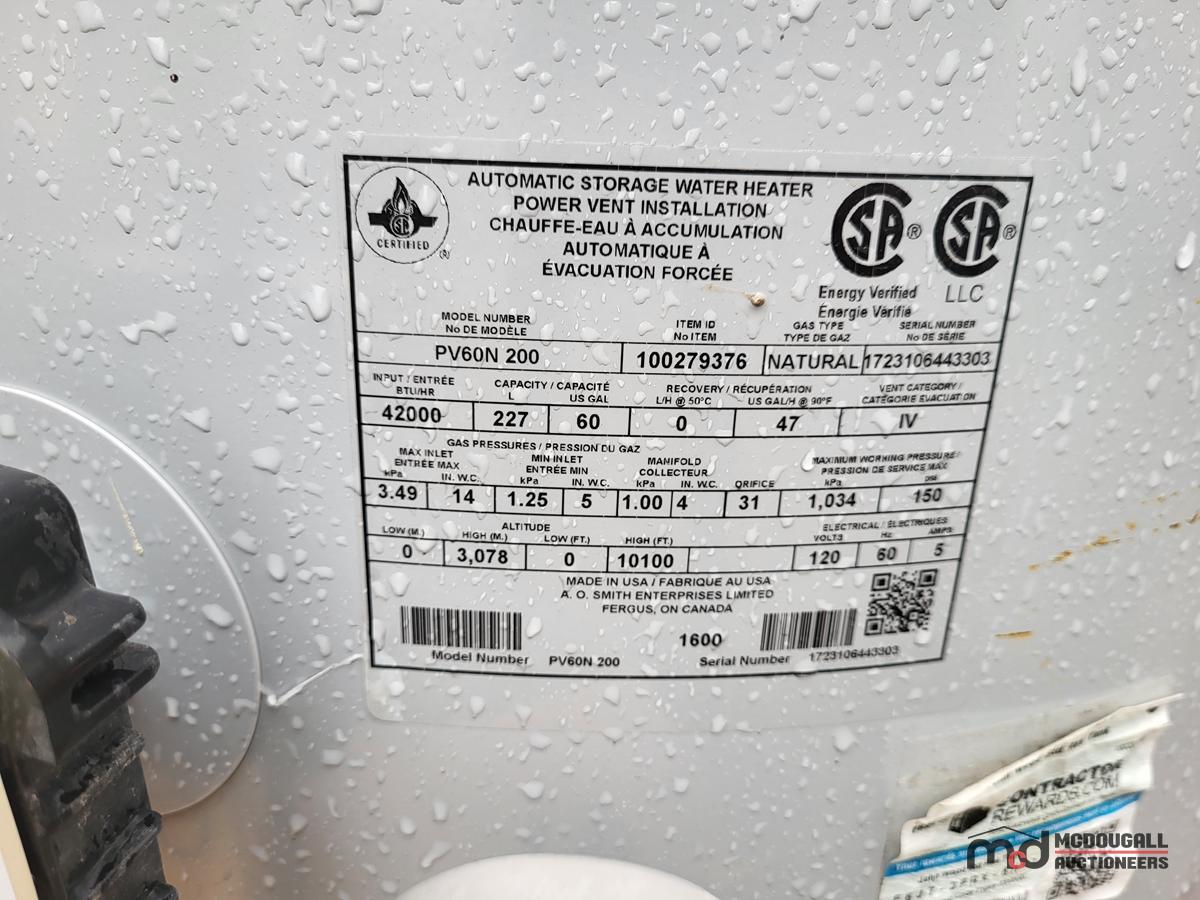 AUTOMATIC STORAGE WATER HEATER
POWER VENT INSTALLATION
CHAUFFE-EAU À ACCUMULATION
AUTOMATIQUE À
ÉVACUATION FORCÉE
CERTIFIED ®
SA ® SA ®
Energy Verified LLC
Énergie Vérifié
MODEL NUMBER ITEM ID GAS TYPE SERIAL NUMBER
No DE MODÈLE No ITEM TYPE DE GAZ No DE SÉRIE
PV60N 200 100279376 NATURAL 1723106443303
INPUT / ENTRÉE CAPACITY / CAPACITÉ RECOVERY / RÉCUPÉRATION VENT CATEGORY /
BTU/HR L US GAL L/H @ 50°C US GAL/H @ 90°F CATÉGORIE ÉVACUATION
42000 227 60 0 47 IV
GAS PRESSURES / PRESSION DU GAZ
MAX INLET MIN INLET MANIFOLD MAXIMUM WORKING PRESSURE /
ENTRÉE MAX ENTRÉE MIN COLLECTEUR PRESSION DE SERVICE MAX
kPa IN. W.C. kPa IN. W.C. kPa IN. W.C. ORIFICE kPa PSI
3.49 14 1.25 5 1.00 4 31 1,034 150
ALTITUDE ELECTRICAL / ÉLECTRIQUES
LOW (M.) HIGH (M.) LOW (FT.) HIGH (FT.) VOLTS Hz AMPS
0 3,078 0 10100 120 60 5
MADE IN USA / FABRIQUE AU USA
A. O. SMITH ENTERPRISES LIMITED
FERGUS, ON CANADA
1600
Model Number PV60N 200 Serial Number 1723106443303
CONTRACTOR
REWARDS.COM
mcd MCDOUGALL
AUCTIONEERS